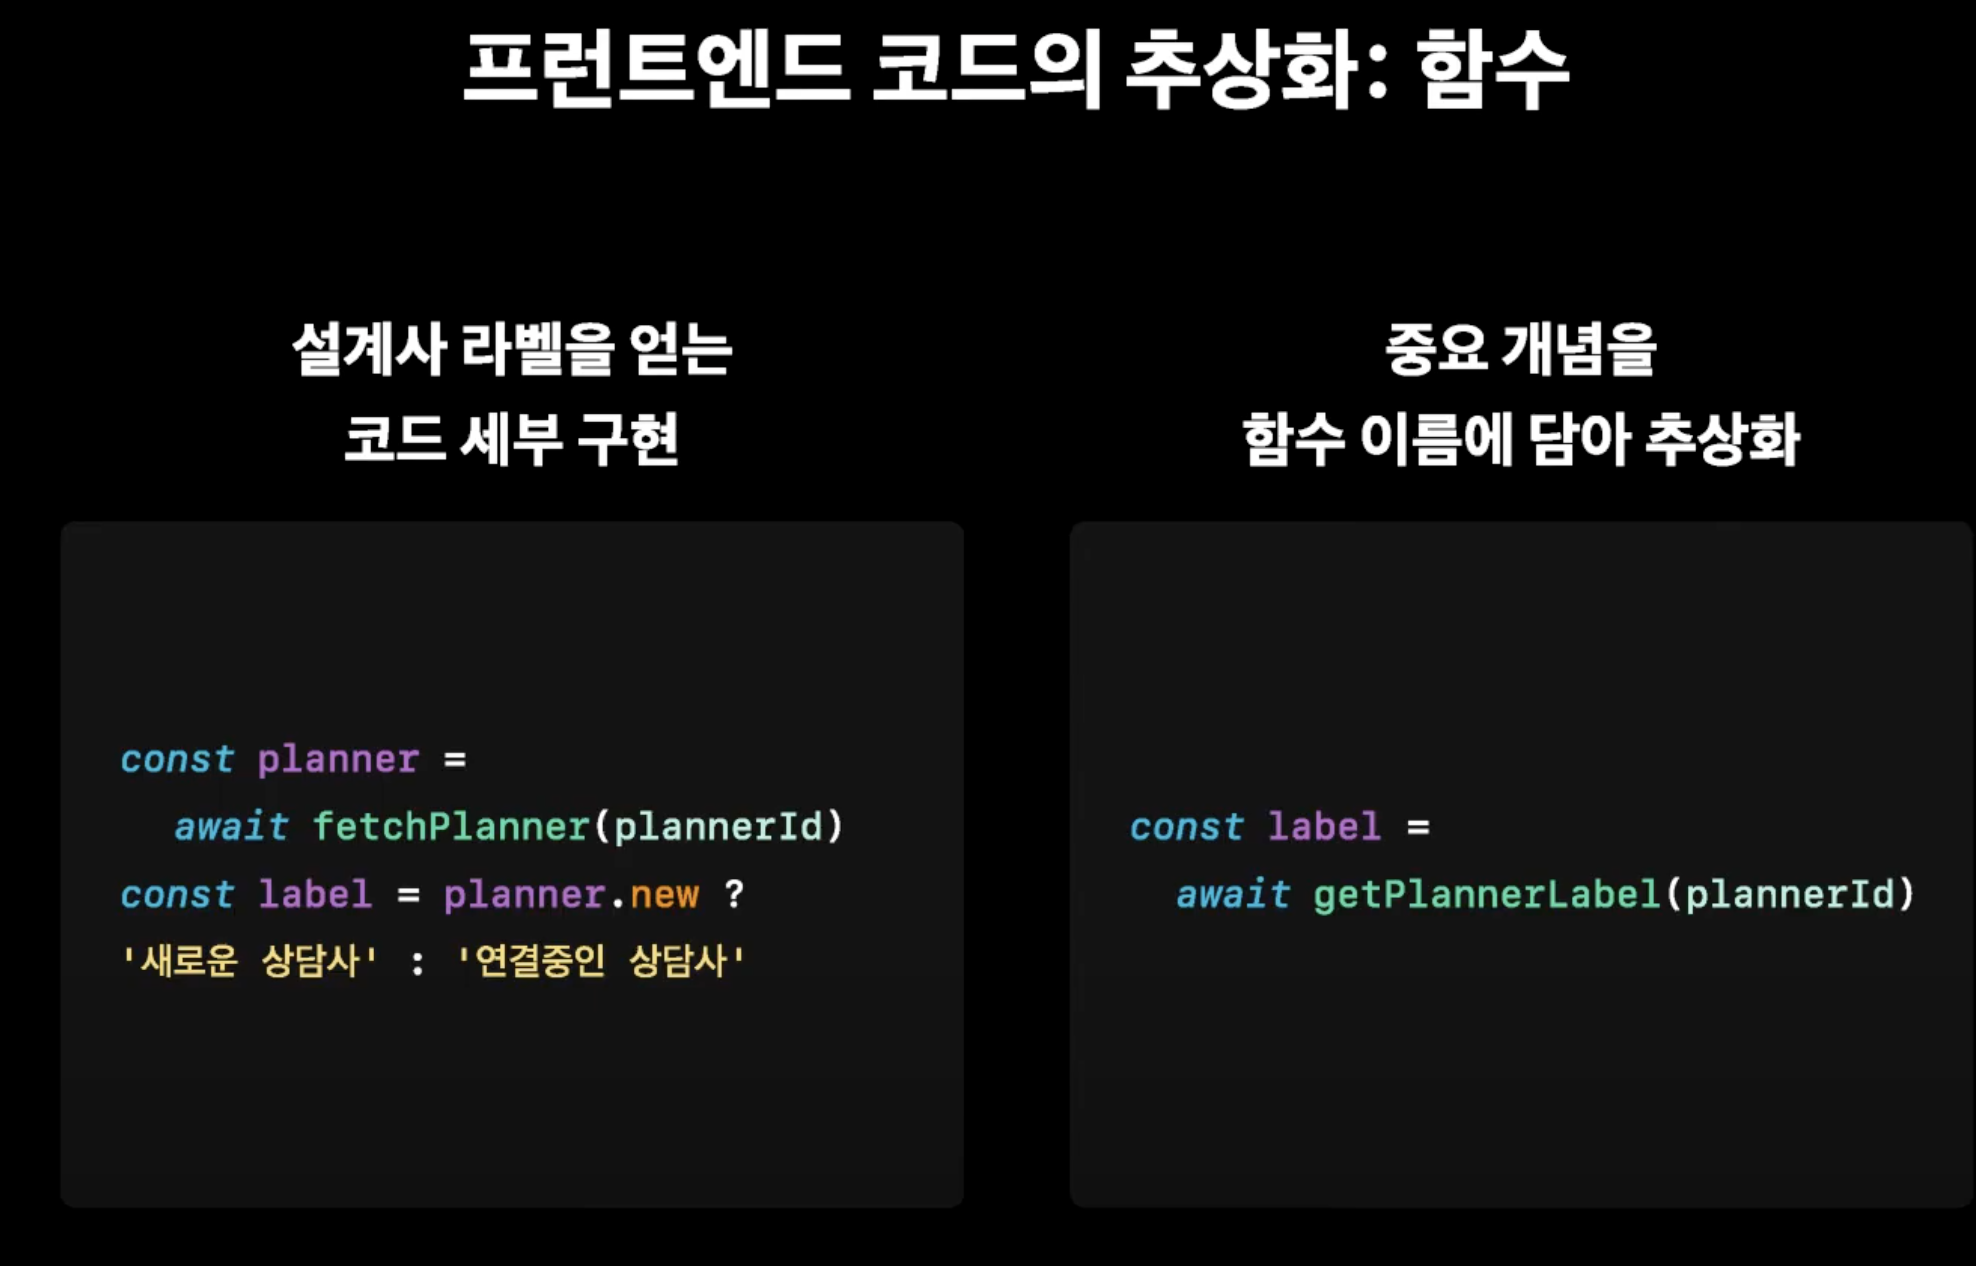 프런트엔드 코드의 추상화: 함수
설계사 라벨을 얻는
코드 세부 구현
const planner =
await fetchPlanner(plannerId)
const label = planner.new ?
'새로운 상담사' : '연결중인 상담사'
중요 개념을
함수 이름에 담아 추상화
const label =
await getPlannerLabel(plannerId)